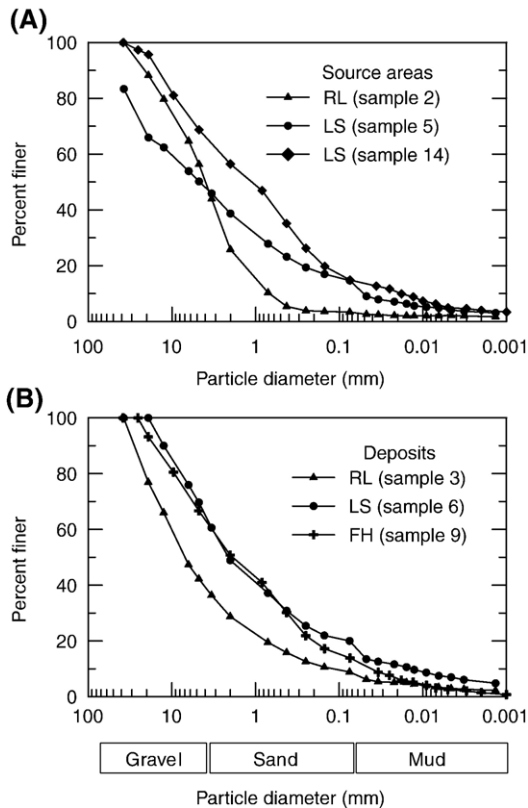 (A)
100
80
60
40
20
0
Percent finer
Source areas
RL (sample 2)
LS (sample 5)
LS (sample 14)
100 10 1 0.1 0.01 0.001
Particle diameter (mm)
(B)
100
80
60
40
20
0
Percent finer
Deposits
RL (sample 3)
LS (sample 6)
FH (sample 9)
100 10 1 0.1 0.01 0.001
Gravel Sand Mud
Particle diameter (mm)